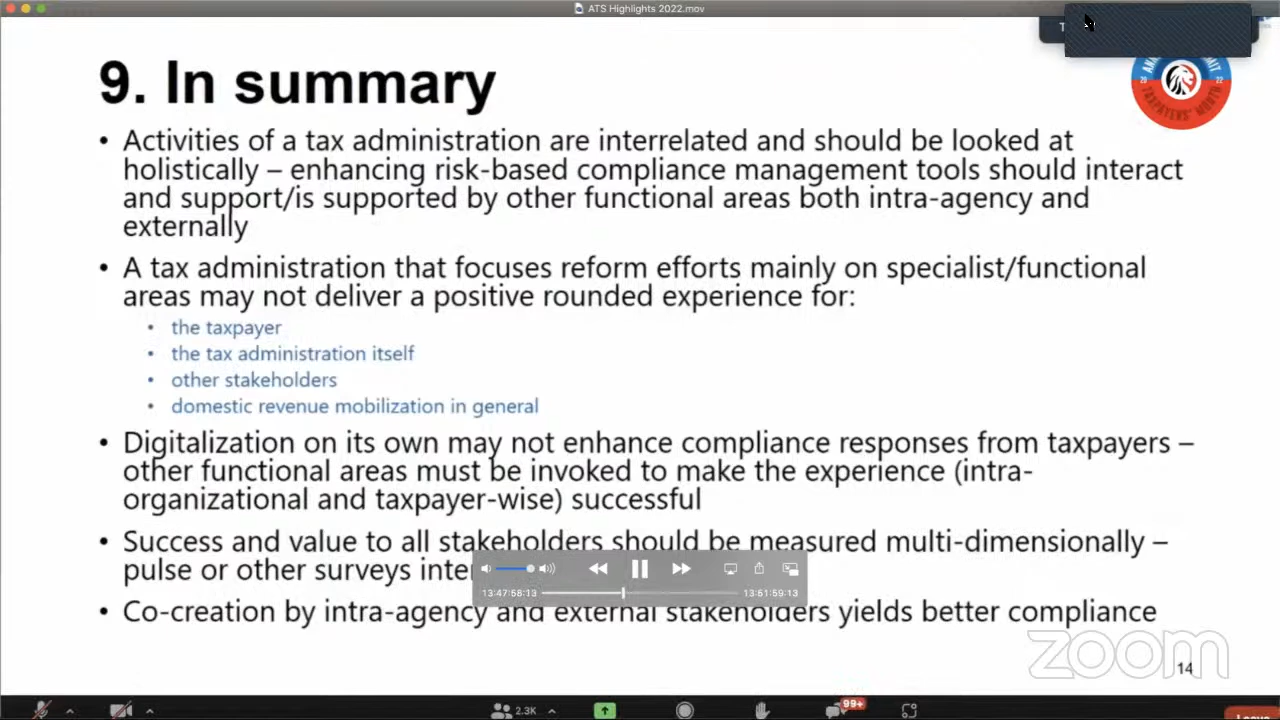 ATS Highlights 2022.mov
T
9. In summary
20 22
TAXPAYERS' MONTH
• Activities of a tax administration are interrelated and should be looked at
holistically – enhancing risk-based compliance management tools should interact
and support/is supported by other functional areas both intra-agency and
externally
• A tax administration that focuses reform efforts mainly on specialist/functional
areas may not deliver a positive rounded experience for:
• the taxpayer
• the tax administration itself
• other stakeholders
• domestic revenue mobilization in general
• Digitalization on its own may not enhance compliance responses from taxpayers –
other functional areas must be invoked to make the experience (intra-
organizational and taxpayer-wise) successful
• Success and value to all stakeholders should be measured multi-dimensionally –
pulse or other surveys
13:47:58:13
13:51:59:13
• Co-creation by intra-agency and external stakeholders yields better compliance
zoom
14
2.3K
99+
Leave